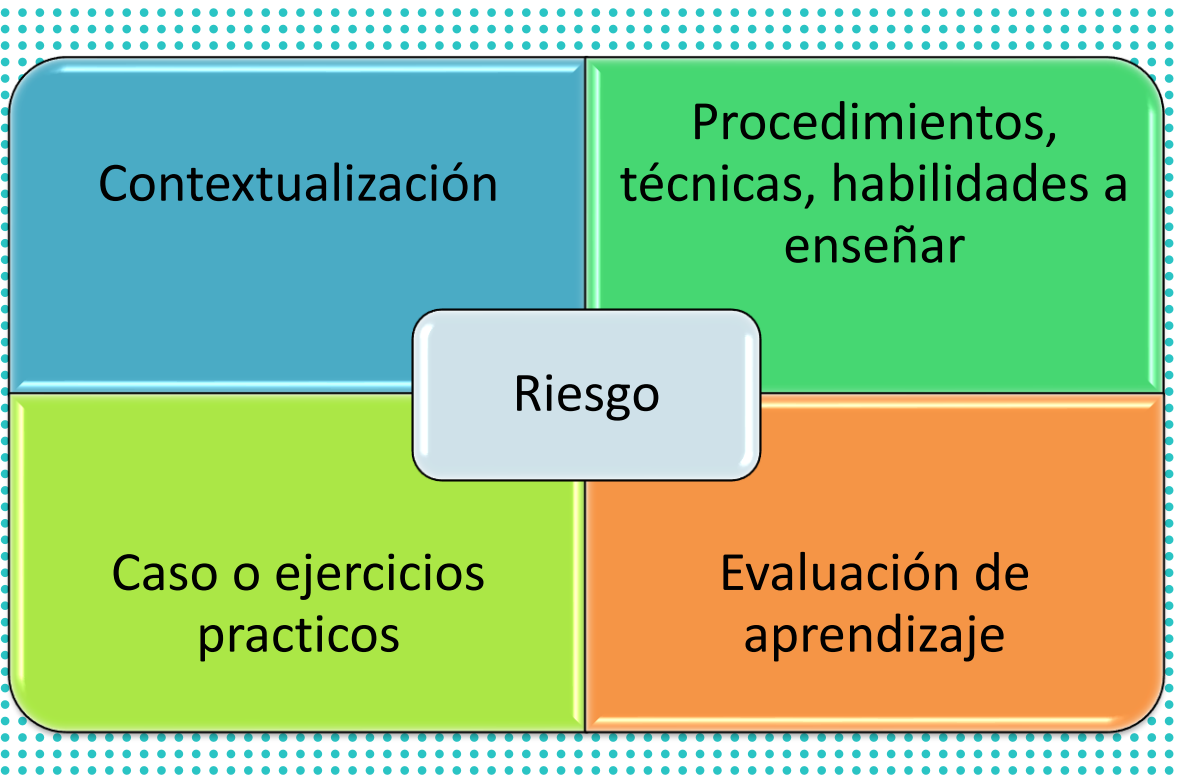 Contextualización
Procedimientos,
técnicas, habilidades a
enseñar
Riesgo
Caso o ejercicios
practicos
Evaluación de
aprendizaje